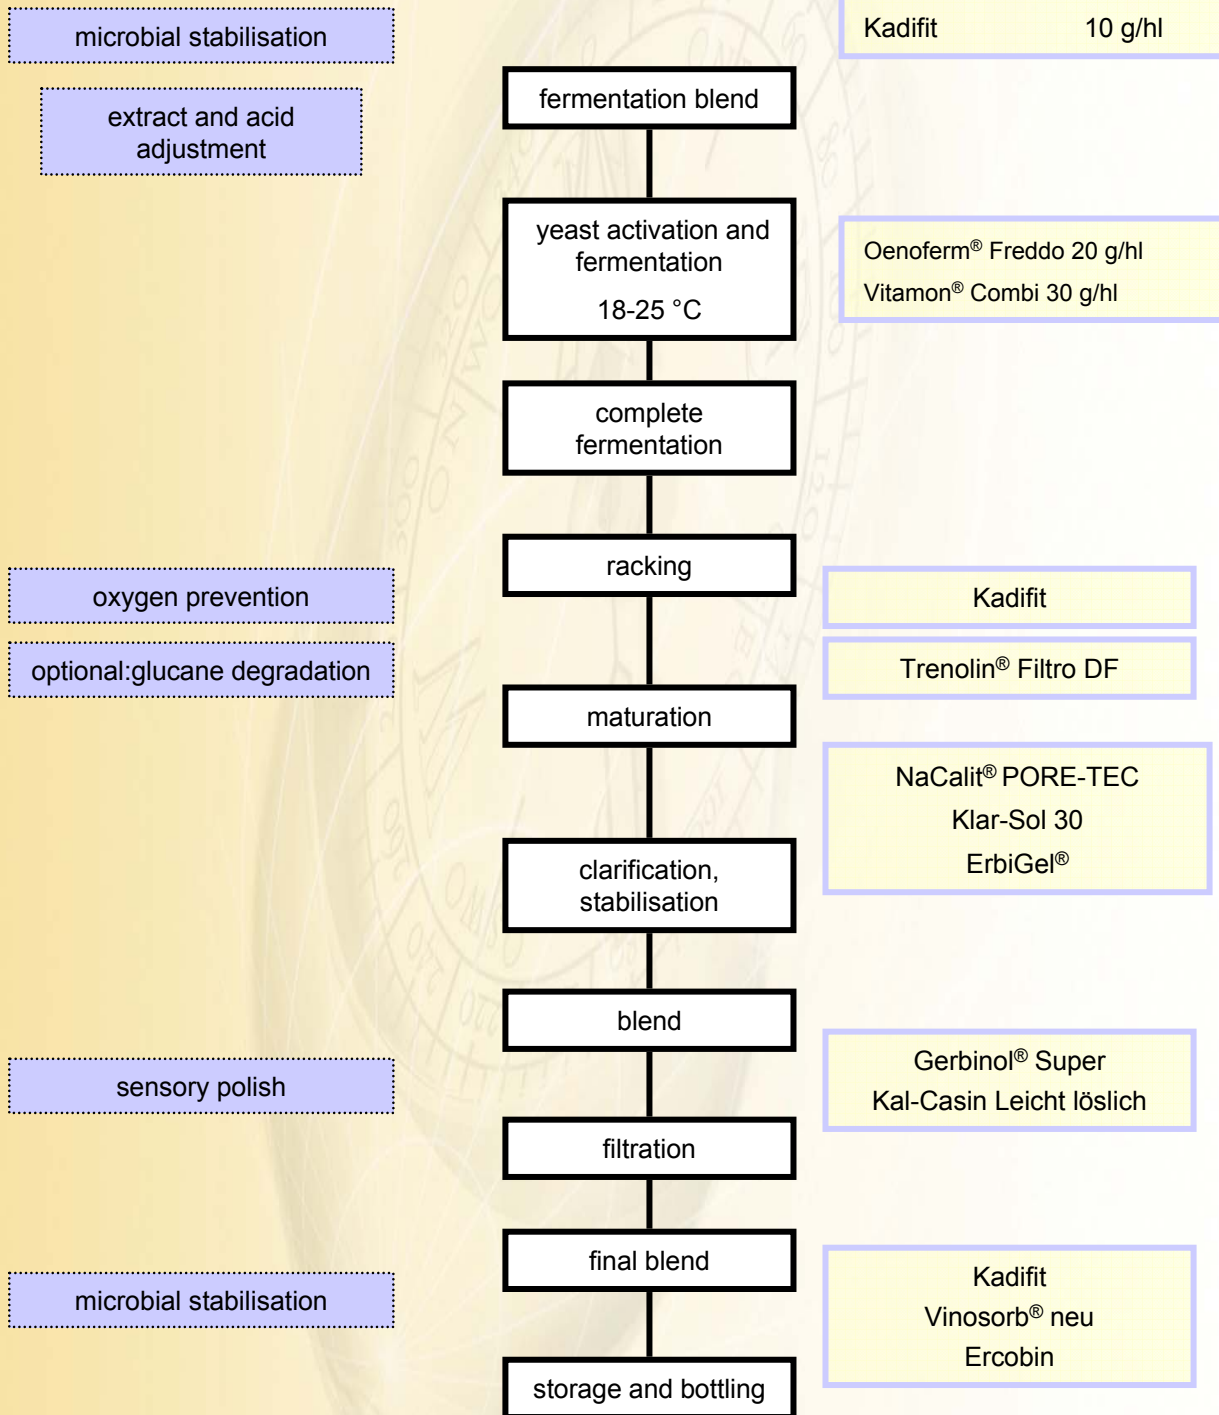 microbial stabilisation
Kadifit 10 g/hl
fermentation blend
extract and acid
adjustment
yeast activation and
fermentation
18-25 °C
Oenoferm® Freddo 20 g/hl
Vitamon® Combi 30 g/hl
complete
fermentation
racking
oxygen prevention
Kadifit
optional:glucane degradation
Trenolin® Filtro DF
maturation
NaCalit® PORE-TEC
Klar-Sol 30
ErbiGel®
clarification,
stabilisation
blend
sensory polish
Gerbinol® Super
Kal-Casin Leicht löslich
filtration
final blend
microbial stabilisation
Kadifit
Vinosorb® neu
Ercobin
storage and bottling